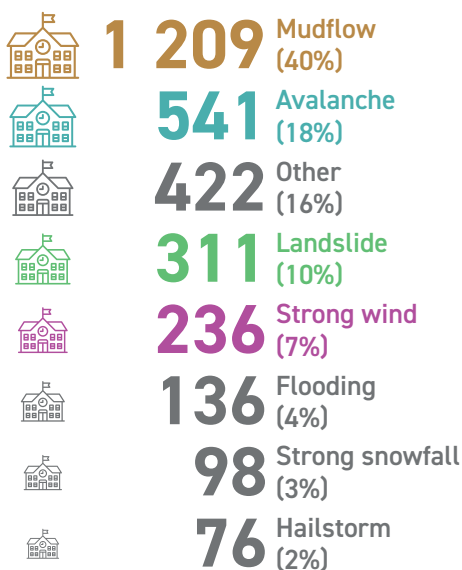 1 209 Mudflow
(40%)
541 Avalanche
(18%)
422 Other
(16%)
311 Landslide
(10%)
236 Strong wind
(7%)
136 Flooding
(4%)
98 Strong snowfall
(3%)
76 Hailstorm
(2%)